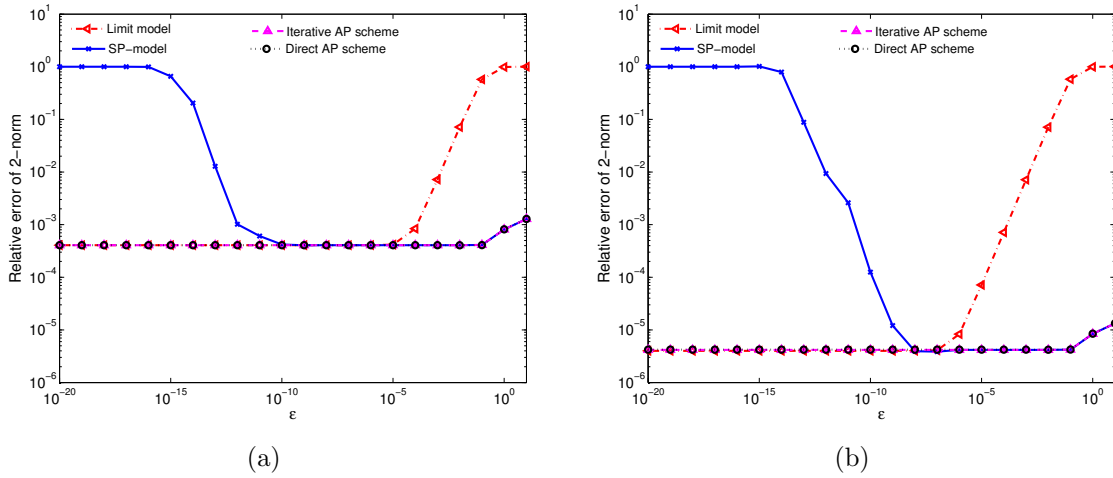 Limit model
SP−model
Iterative AP scheme
Direct AP scheme
Relative error of 2−norm
10^1
10^0
10^−1
10^−2
10^−3
10^−4
10^−5
10^−6
10^−20
10^−15
10^−10
10^−5
10^0
ε
(a)
Limit model
SP−model
Iterative AP scheme
Direct AP scheme
Relative error of 2−norm
10^1
10^0
10^−1
10^−2
10^−3
10^−4
10^−5
10^−6
10^−20
10^−15
10^−10
10^−5
10^0
ε
(b)